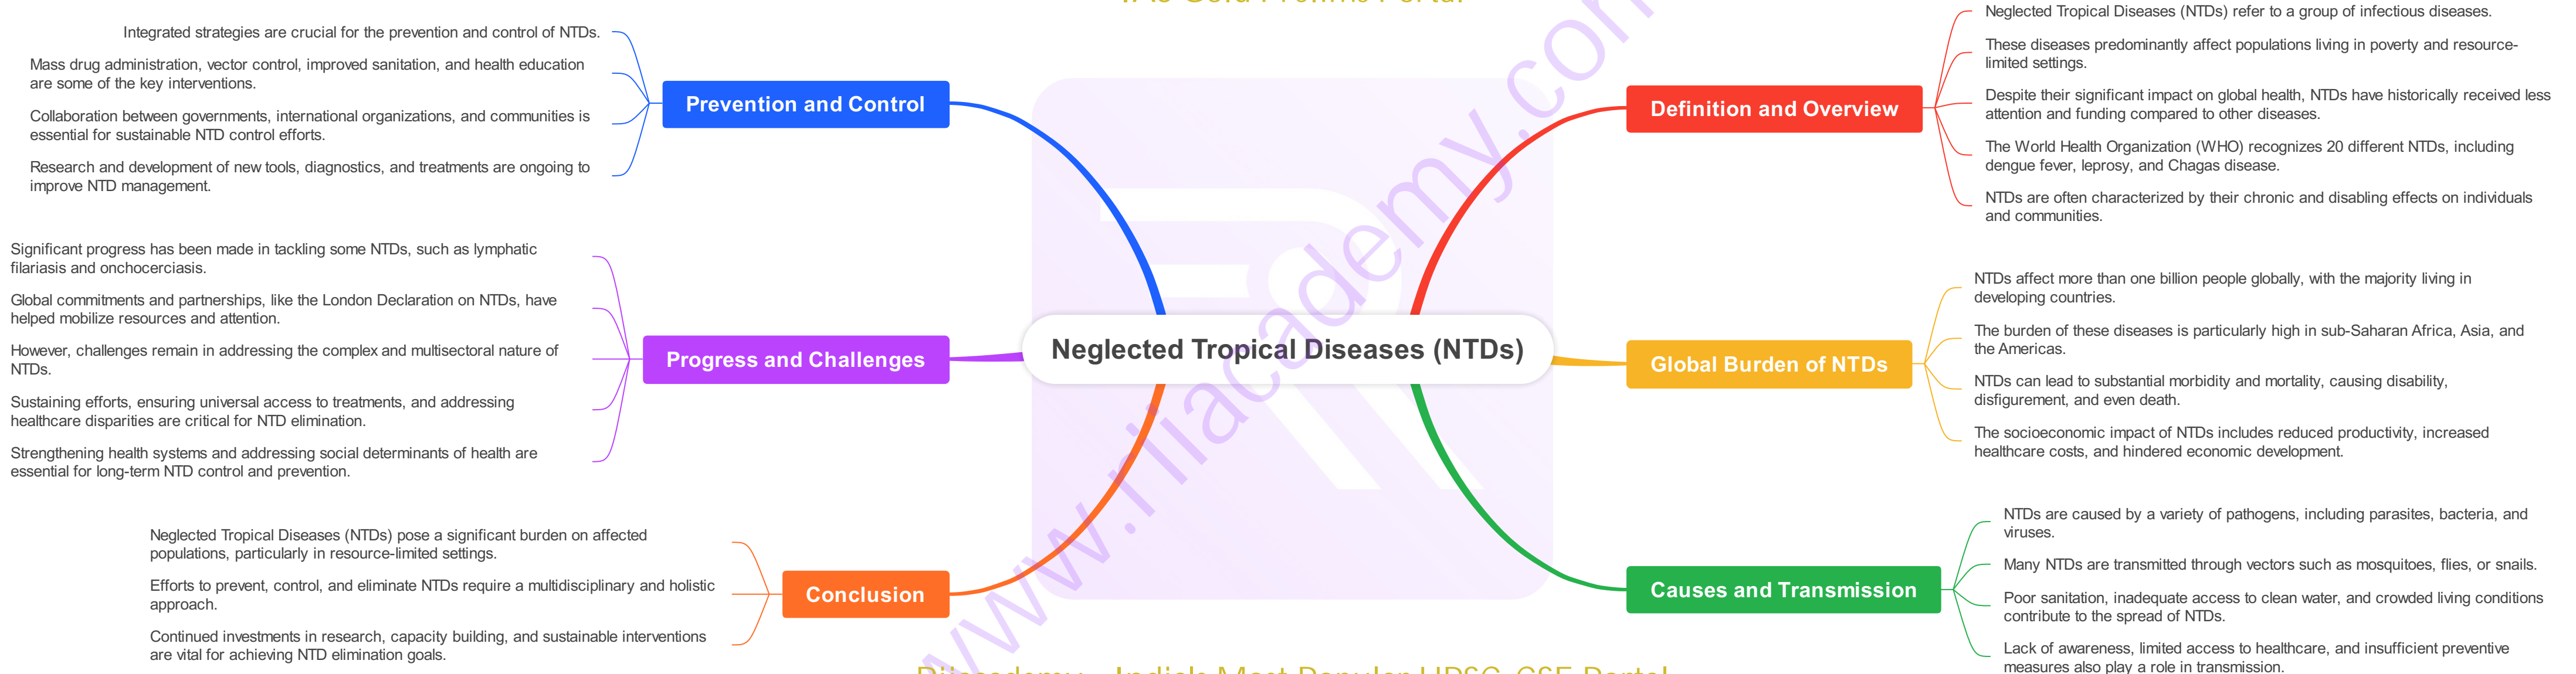 IAS Gold Prelims Portal
Integrated strategies are crucial for the prevention and control of NTDs.
Mass drug administration, vector control, improved sanitation, and health education
are some of the key interventions.
Collaboration between governments, international organizations, and communities is
essential for sustainable NTD control efforts.
Research and development of new tools, diagnostics, and treatments are ongoing to
improve NTD management.
Prevention and Control
Significant progress has been made in tackling some NTDs, such as lymphatic
filariasis and onchocerciasis.
Global commitments and partnerships, like the London Declaration on NTDs, have
helped mobilize resources and attention.
However, challenges remain in addressing the complex and multisectoral nature of
NTDs.
Sustaining efforts, ensuring universal access to treatments, and addressing
healthcare disparities are critical for NTD elimination.
Strengthening health systems and addressing social determinants of health are
essential for long-term NTD control and prevention.
Progress and Challenges
Neglected Tropical Diseases (NTDs) pose a significant burden on affected
populations, particularly in resource-limited settings.
Efforts to prevent, control, and eliminate NTDs require a multidisciplinary and holistic
approach.
Continued investments in research, capacity building, and sustainable interventions
are vital for achieving NTD elimination goals.
Conclusion
Neglected Tropical Diseases (NTDs)
www.rilacademy.com
Definition and Overview
Neglected Tropical Diseases (NTDs) refer to a group of infectious diseases.
These diseases predominantly affect populations living in poverty and resource-
limited settings.
Despite their significant impact on global health, NTDs have historically received less
attention and funding compared to other diseases.
The World Health Organization (WHO) recognizes 20 different NTDs, including
dengue fever, leprosy, and Chagas disease.
NTDs are often characterized by their chronic and disabling effects on individuals
and communities.
Global Burden of NTDs
NTDs affect more than one billion people globally, with the majority living in
developing countries.
The burden of these diseases is particularly high in sub-Saharan Africa, Asia, and
the Americas.
NTDs can lead to substantial morbidity and mortality, causing disability,
disfigurement, and even death.
The socioeconomic impact of NTDs includes reduced productivity, increased
healthcare costs, and hindered economic development.
Causes and Transmission
NTDs are caused by a variety of pathogens, including parasites, bacteria, and
viruses.
Many NTDs are transmitted through vectors such as mosquitoes, flies, or snails.
Poor sanitation, inadequate access to clean water, and crowded living conditions
contribute to the spread of NTDs.
Lack of awareness, limited access to healthcare, and insufficient preventive
measures also play a role in transmission.
India's Most Popular UPSC CSE Portal